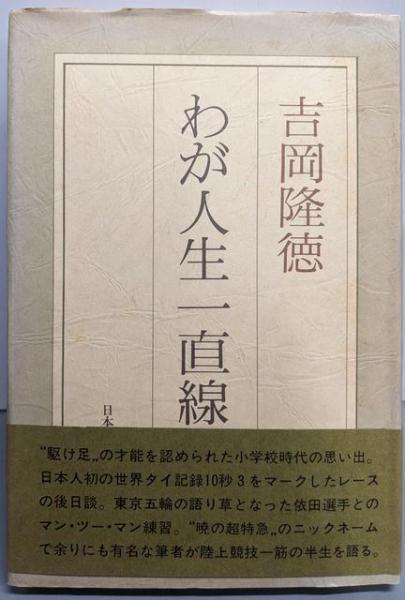 吉岡隆徳
わが人生一直線
日本
“駆け足„の才能を認められた小学校時代の思い出。
日本人初の世界タイ記録10秒3をマークしたレース
の後日談。東京五輪の語り草となった依田選手との
マン・ツー・マン練習。“暁の超特急„のニックネーム
で余りにも有名な筆者が陸上競技一筋の半生を語る。